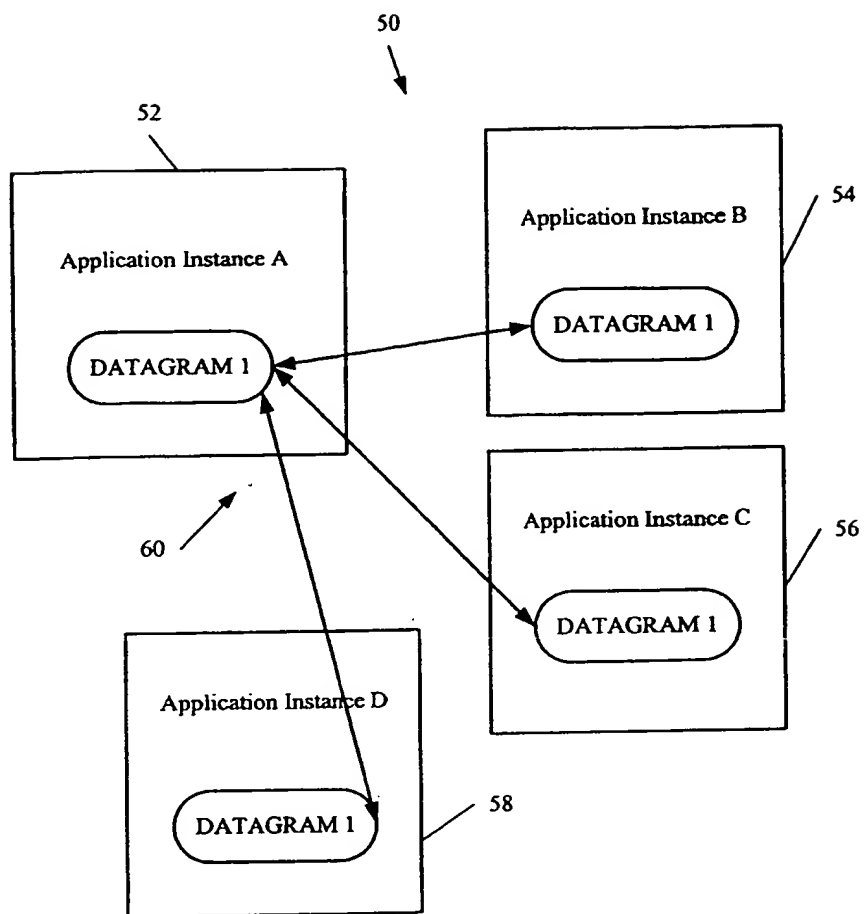 50
52
54
Application Instance B
Application Instance A
DATAGRAM 1
DATAGRAM 1
Application Instance C
56
60
DATAGRAM 1
Application Instance D
58
DATAGRAM 1